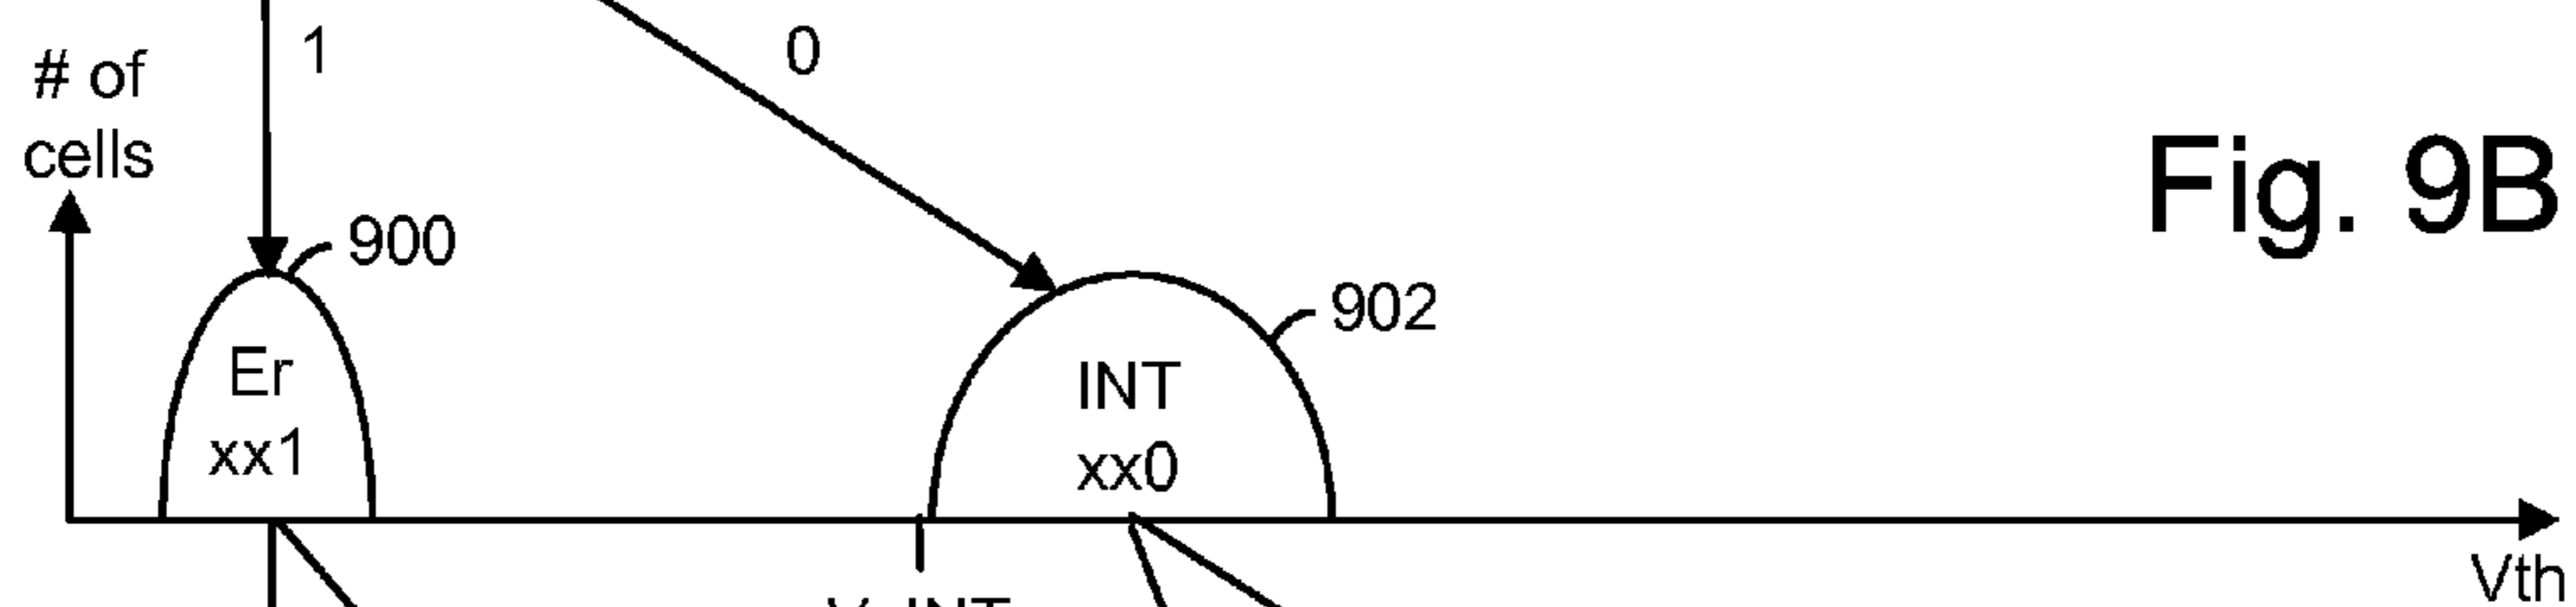 1
0
# of
cells
Fig. 9B
900
902
Er
xx1
INT
xx0
Vth